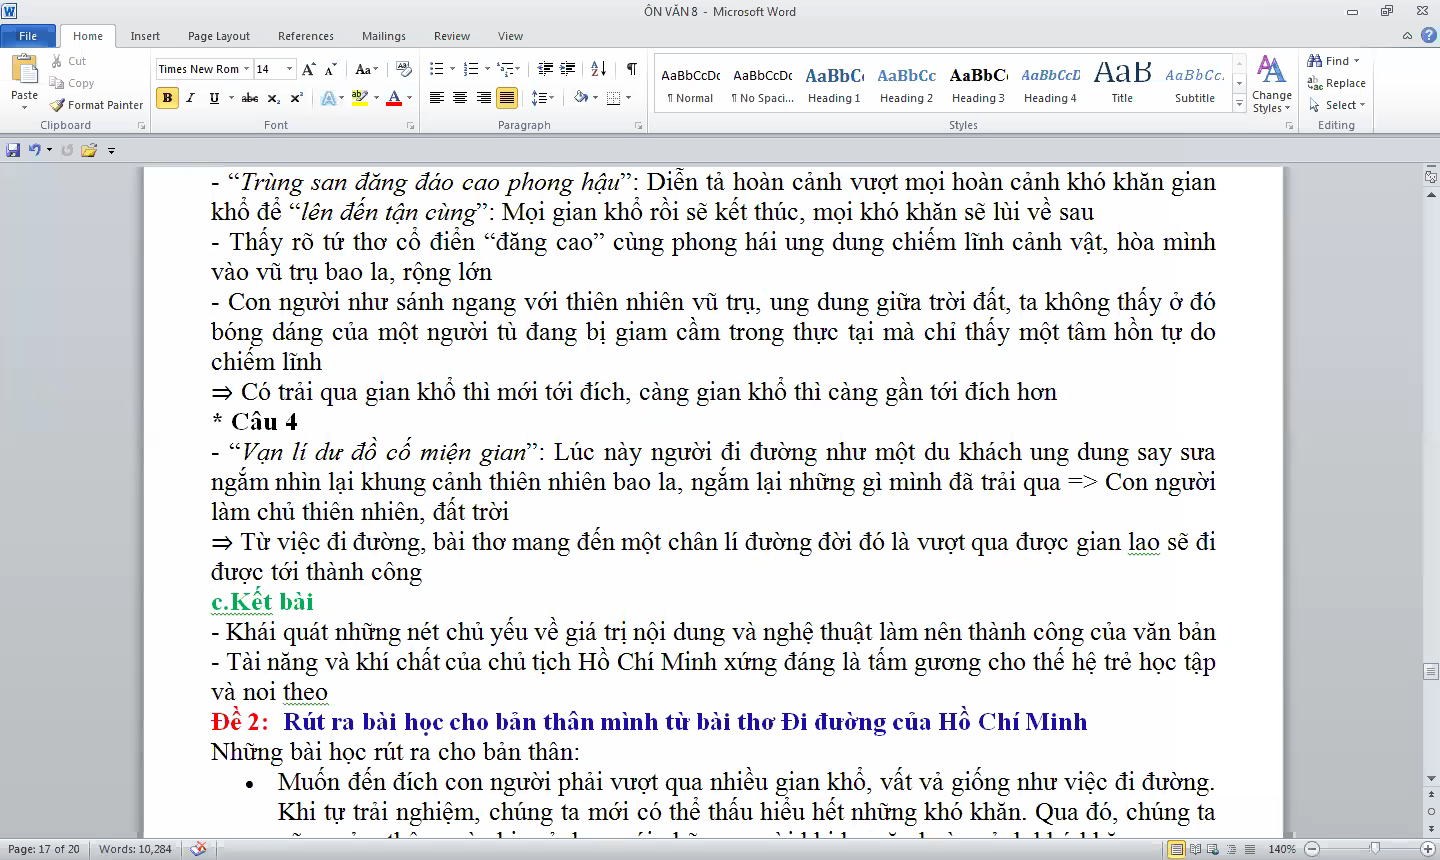 ÔN VĂN 8 - Microsoft Word
File Home Insert Page Layout References Mailings Review View
Paste
Cut
Copy
Format Painter
Clipboard
Times New Rom 14
Font
Paragraph
AaBbCcDc AaBbCcDc AaBbCc AaBbCc AaBbCc AaBbCcD AaB AaBbCc.
¶ Normal ¶ No Spaci... Heading 1 Heading 2 Heading 3 Heading 4 Title Subtitle
Styles
Change Styles
Find
Replace
Select
Editing
- “Trùng san đăng đáo cao phong hậu”: Diễn tả hoàn cảnh vượt mọi hoàn cảnh khó khăn gian
khổ để “lên đến tận cùng”: Mọi gian khổ rồi sẽ kết thúc, mọi khó khăn sẽ lùi về sau
- Thấy rõ tứ thơ cổ điển “đăng cao” cùng phong hái ung dung chiếm lĩnh cảnh vật, hòa mình
vào vũ trụ bao la, rộng lớn
- Con người như sánh ngang với thiên nhiên vũ trụ, ung dung giữa trời đất, ta không thấy ở đó
bóng dáng của một người tù đang bị giam cầm trong thực tại mà chỉ thấy một tâm hồn tự do
chiếm lĩnh
⇒ Có trải qua gian khổ thì mới tới đích, càng gian khổ thì càng gần tới đích hơn
* Câu 4
- “Vạn lí dư đồ cố miện gian”: Lúc này người đi đường như một du khách ung dung say sưa
ngắm nhìn lại khung cảnh thiên nhiên bao la, ngắm lại những gì mình đã trải qua => Con người
làm chủ thiên nhiên, đất trời
⇒ Từ việc đi đường, bài thơ mang đến một chân lí đường đời đó là vượt qua được gian lao sẽ đi
được tới thành công
c.Kết bài
- Khái quát những nét chủ yếu về giá trị nội dung và nghệ thuật làm nên thành công của văn bản
- Tài năng và khí chất của chủ tịch Hồ Chí Minh xứng đáng là tấm gương cho thế hệ trẻ học tập
và noi theo
Đề 2: Rút ra bài học cho bản thân mình từ bài thơ Đi đường của Hồ Chí Minh
Những bài học rút ra cho bản thân:
• Muốn đến đích con người phải vượt qua nhiều gian khổ, vất vả giống như việc đi đường.
Khi tự trải nghiệm, chúng ta mới có thể thấu hiểu hết những khó khăn. Qua đó, chúng ta
Page: 17 of 20 Words: 10,284 140%